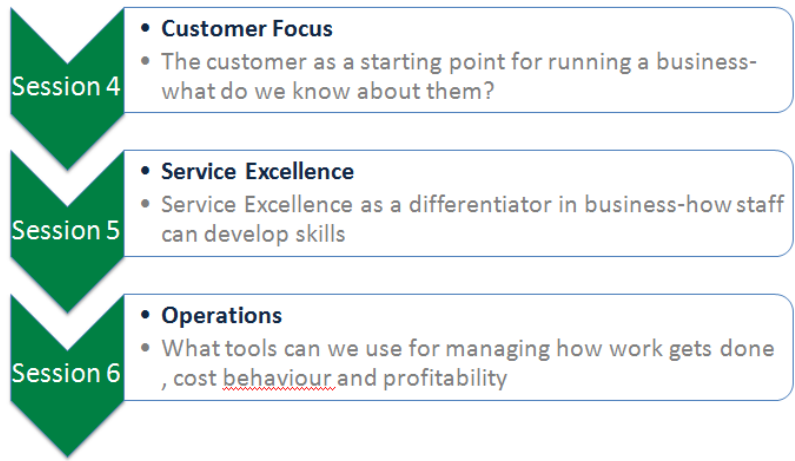 Session 4
• Customer Focus
• The customer as a starting point for running a business-
what do we know about them?
Session 5
• Service Excellence
• Service Excellence as a differentiator in business-how staff
can develop skills
Session 6
• Operations
• What tools can we use for managing how work gets done
, cost behaviour and profitability